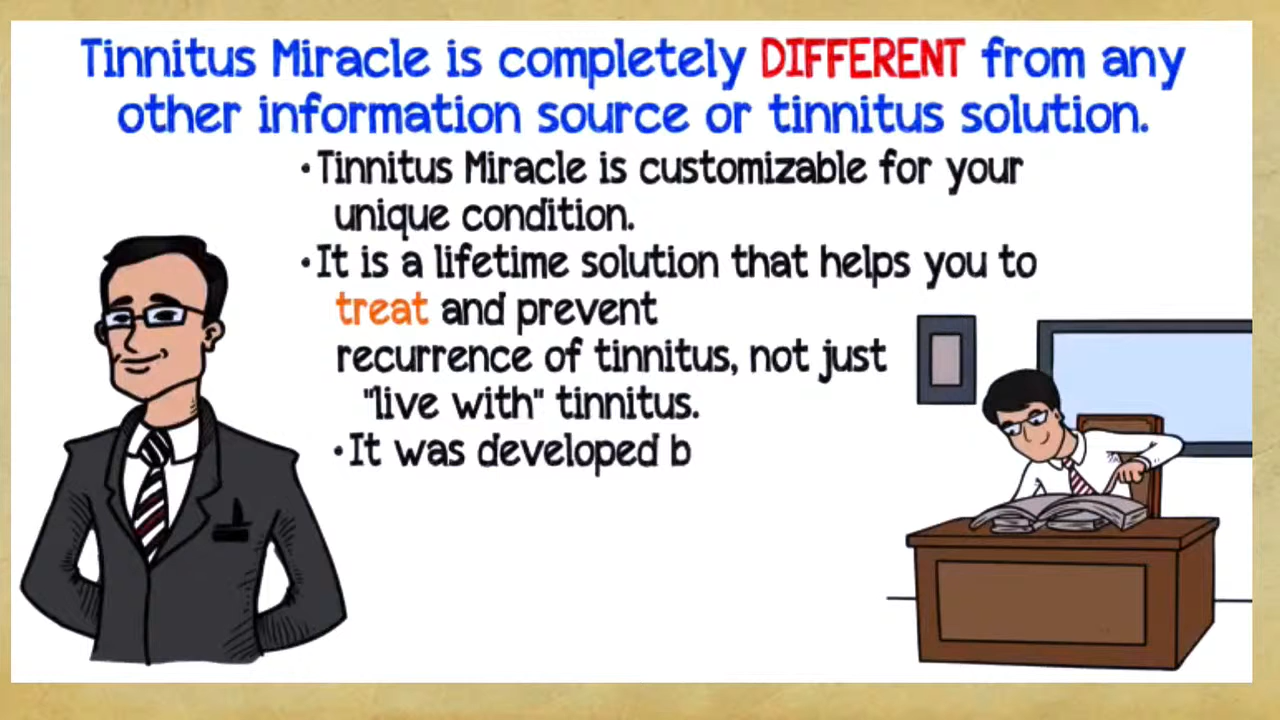 Tinnitus Miracle is completely DIFFERENT from any
other information source or tinnitus solution.
•Tinnitus Miracle is customizable for your
unique condition.
•It is a lifetime solution that helps you to
treat and prevent
recurrence of tinnitus, not just
"live with" tinnitus.
•It was developed b